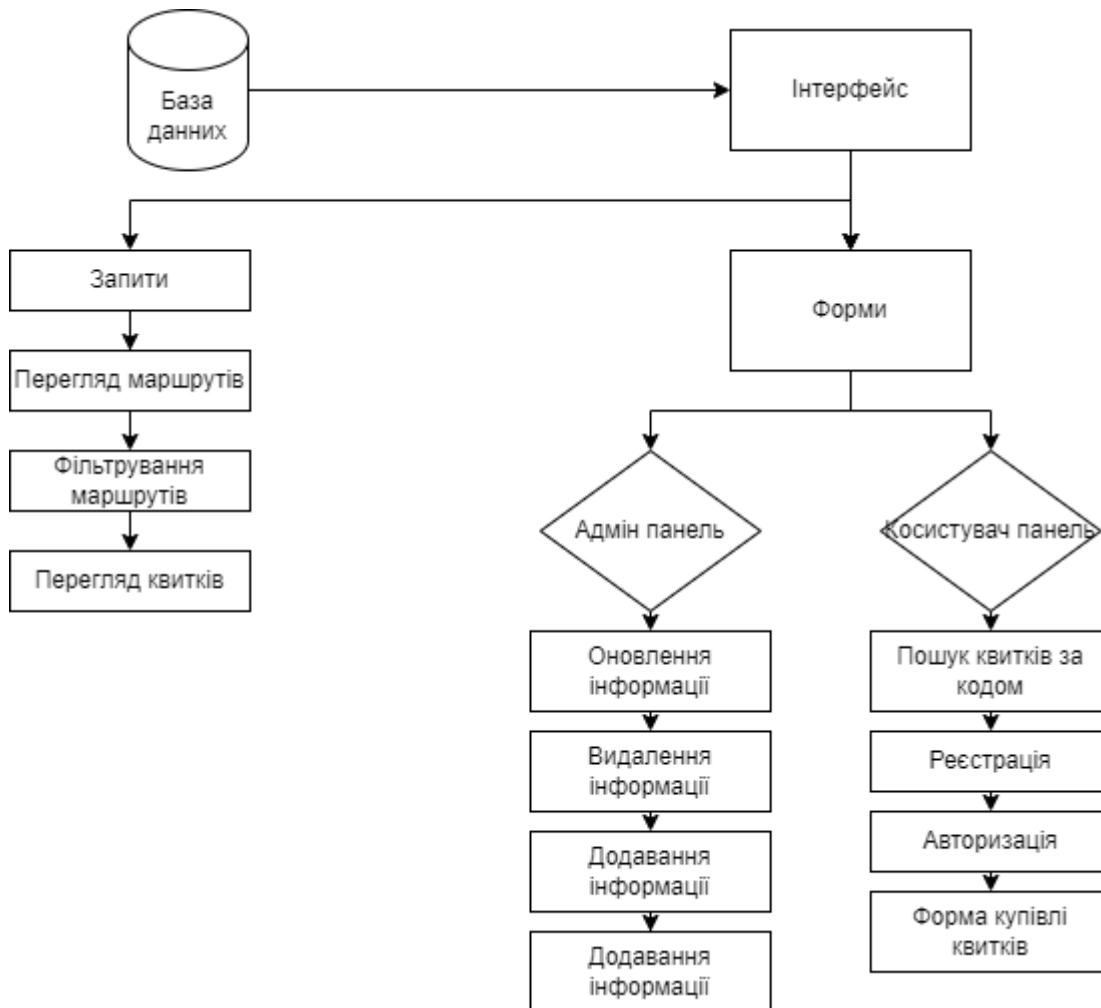 База
данних
Інтерфейс
Запити
Форми
Перегляд маршрутів
Фільтрування
маршрутів
Перегляд квитків
Адмін панель
Косистувач панель
Оновлення
інформації
Пошук квитків за
кодом
Видалення
інформації
Реєстрація
Додавання
інформації
Авторизація
Форма купівлі
квитків
Додавання
інформації